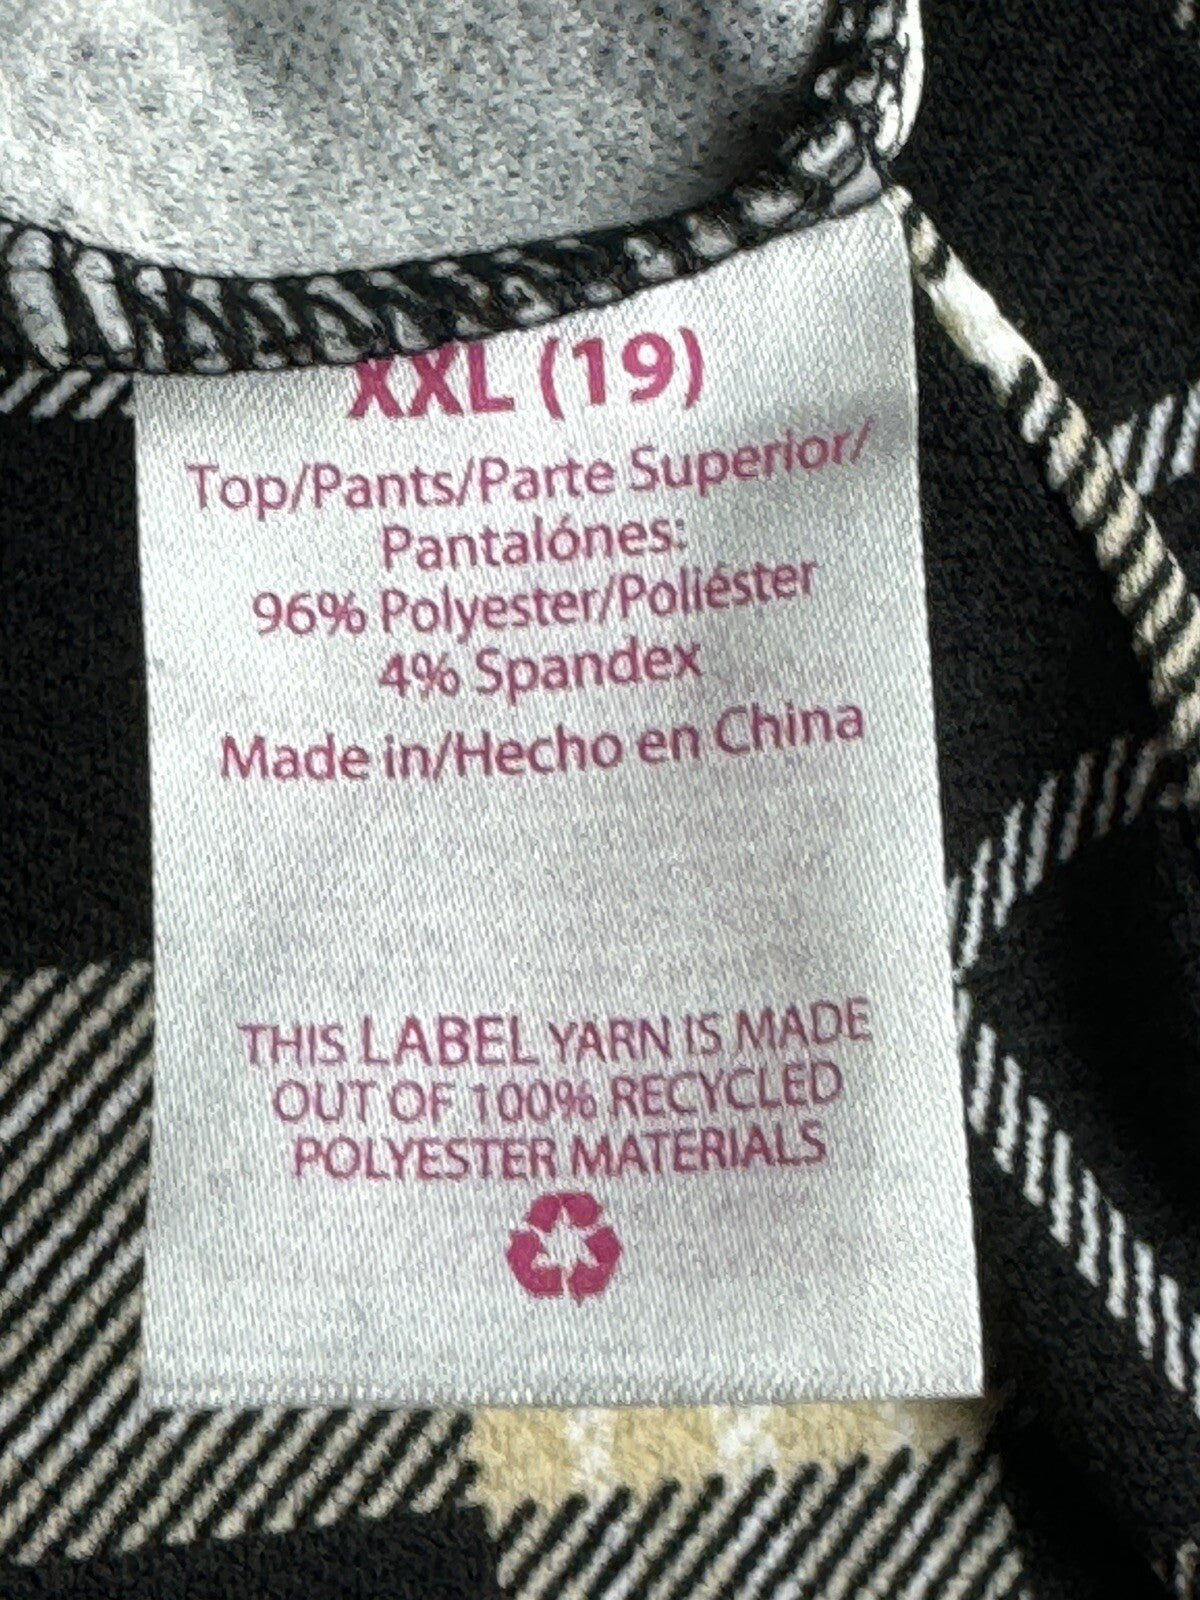 XXL (19)
Top/Pants/Parte Superior/
Pantalónes:
96% Polyester/Poliéster
4% Spandex
Made in/Hecho en China
THIS LABEL YARN IS MADE
OUT OF 100% RECYCLED
POLYESTER MATERIALS